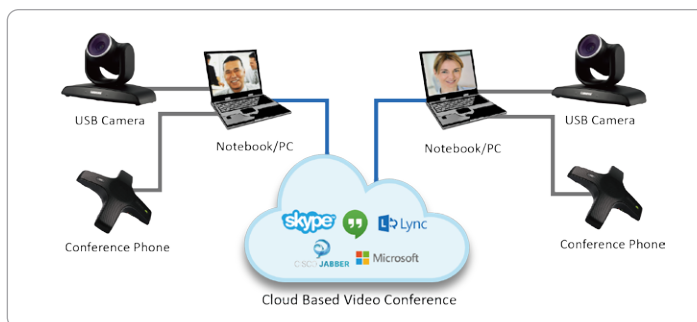 USB Camera
USB Camera
Notebook/PC
Notebook/PC
Conference Phone
Conference Phone
skype
Lync
CISCO JABBER
Microsoft
Cloud Based Video Conference